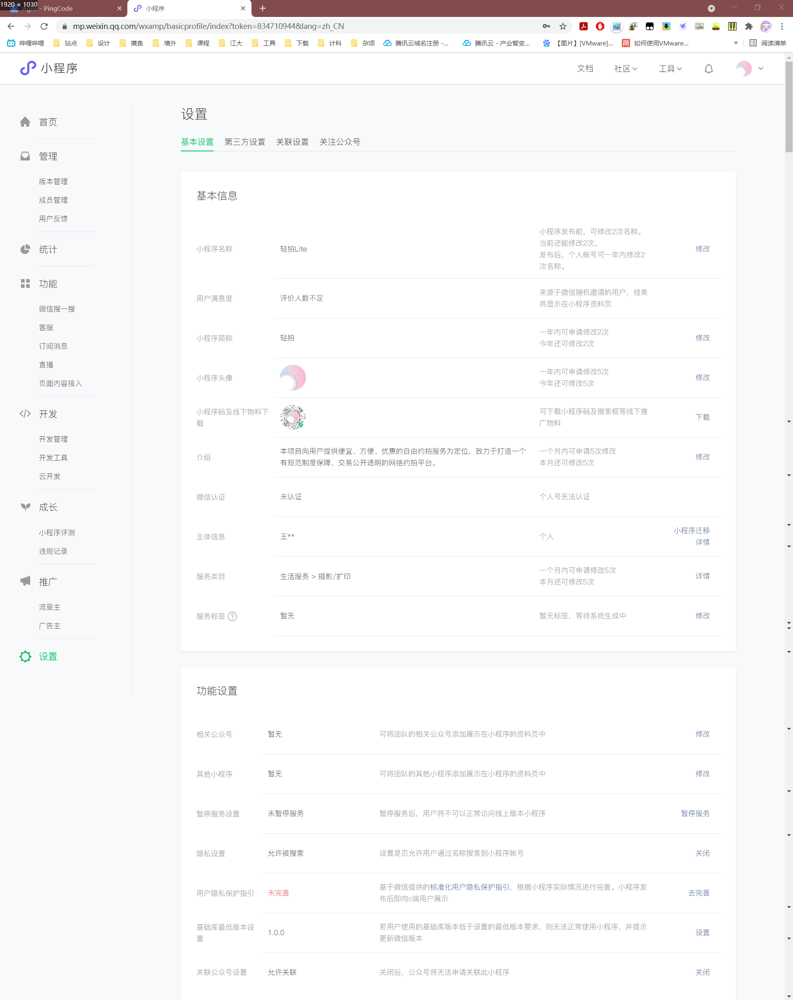 1920 × 1030
Agile - PingCode
小程序
mp.weixin.qq.com/wxamp/basicprofile/index?token=834710944&lang=zh_CN
哔哩哔哩 站点 设计 摸鱼 墙外 课程 江大 工具 下载 计科 杂项 腾讯云域名注册 -... 腾讯云 - 产业智变... 【图片】[VMware]... 简 如何使用VMware... » 阅读清单
小程序
文档 社区 工具
首页
管理
版本管理
成员管理
用户反馈
统计
功能
微信搜一搜
客服
订阅消息
直播
页面内容接入
开发
开发管理
开发工具
云开发
成长
小程序评测
违规记录
推广
流量主
广告主
设置
设置
基本设置 第三方设置 关联设置 关注公众号
基本信息
小程序名称 轻拍Lite
小程序发布前，可修改2次名称。
当前还能修改2次。
发布后，个人帐号可一年内修改2
次名称。
修改
用户满意度 评价人数不足
来源于微信随机邀请的用户，结果
将显示在小程序资料页
小程序简称 轻拍
一年内可申请修改2次
今年还可修改2次
修改
小程序头像
一年内可申请修改5次
今年还可修改5次
修改
小程序码及线下物料下
载
可下载小程序码及搜索框等线下推
广物料
下载
介绍
本项目向用户提供便宜、方便、优惠的自由约拍服务为定位，致力于打造一个
有规范制度保障、交易公开透明的网络约拍平台。
一个月内可申请5次修改
本月还可修改5次
修改
微信认证 未认证 个人号无法认证
主体信息 王** 个人
小程序迁移
详情
服务类目 生活服务 > 摄影/扩印
一个月内可申请修改5次
本月还可修改5次
详情
服务标签 ? 暂无 暂无标签，等待系统生成中 修改
功能设置
相关公众号 暂无 可将团队的相关公众号添加展示在小程序的资料页中 修改
其他小程序 暂无 可将团队的其他小程序添加展示在小程序的资料页中 修改
暂停服务设置 未暂停服务 暂停服务后，用户将不可以正常访问线上版本小程序 暂停服务
隐私设置 允许被搜索 设置是否允许用户通过名称搜索到小程序帐号 关闭
用户隐私保护指引 未完善
基于微信提供的标准化用户隐私保护指引，根据小程序实际情况进行完善。小程序发
布后即向c端用户展示
去完善
基础库最低版本设
置
1.0.0
若用户使用的基础库版本低于设置的最低版本要求，则无法正常使用小程序，并提示
更新微信版本
设置
关联公众号设置 允许关联 关闭后，公众号将无法申请关联此小程序 关闭